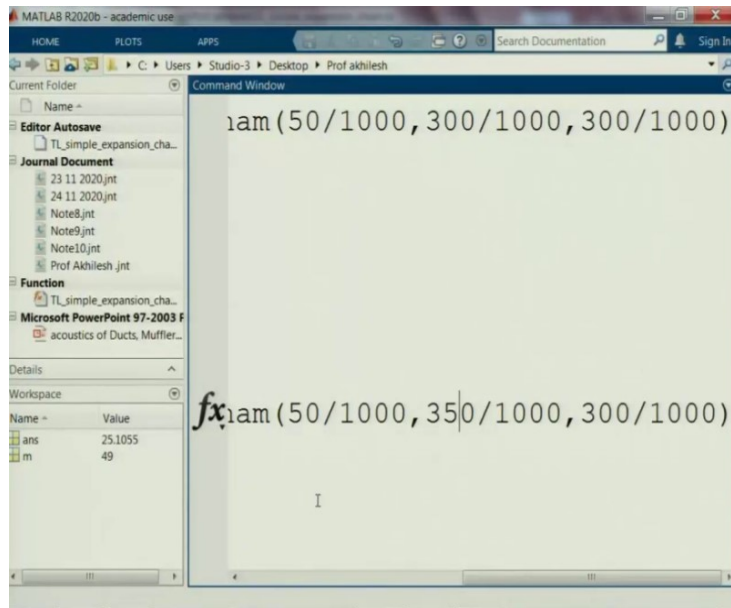 MATLAB R2020b - academic use
HOME PLOTS APPS Search Documentation Sign In
C: ▸ Users ▸ Studio-3 ▸ Desktop ▸ Prof akhilesh
Current Folder
Name
Editor Autosave
TL_simple_expansion_cha...
Journal Document
23 11 2020.jnt
24 11 2020.jnt
Note8.jnt
Note9.jnt
Note10.jnt
Prof Akhilesh .jnt
Function
TL_simple_expansion_cha...
Microsoft PowerPoint 97-2003 P
acoustics of Ducts, Muffler...
Details
Workspace
Name Value
ans 25.1055
m 49
Command Window
ham(50/1000,300/1000,300/1000)
fx ham(50/1000,350/1000,300/1000)